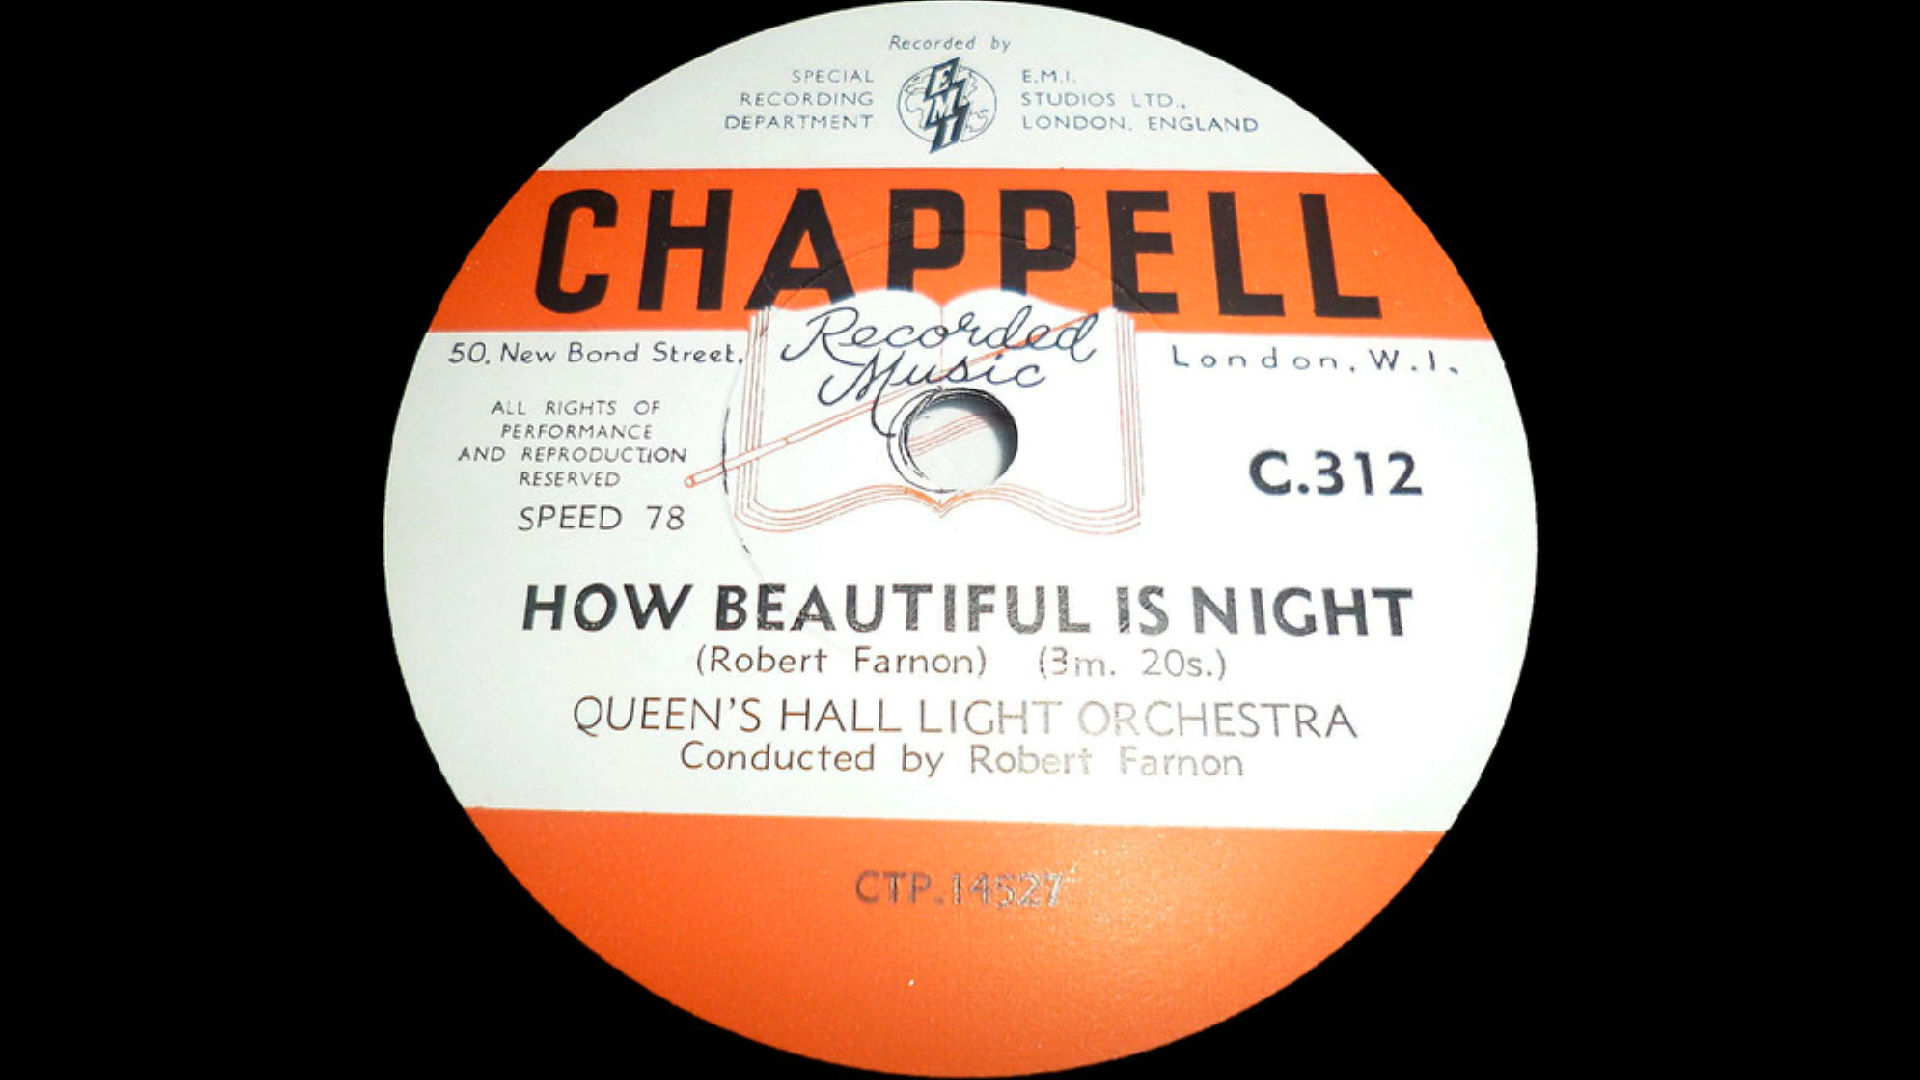 Recorded by
SPECIAL RECORDING DEPARTMENT
EMI
E.M.I. STUDIOS LTD., LONDON. ENGLAND
CHAPPELL
Recorded
Music
50, New Bond Street,
London, W.1,
ALL RIGHTS OF
PERFORMANCE
AND REPRODUCTION
RESERVED
SPEED 78
C.312
HOW BEAUTIFUL IS NIGHT
(Robert Farnon) (3m. 20s.)
QUEEN'S HALL LIGHT ORCHESTRA
Conducted by Robert Farnon
CTP.14527